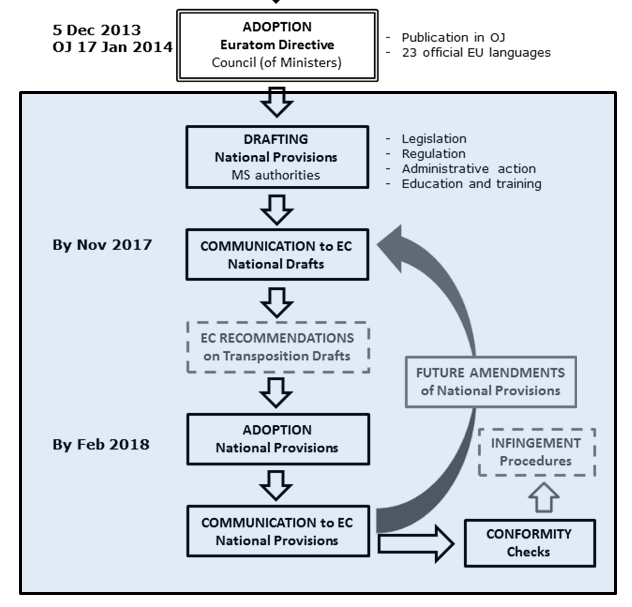 5 Dec 2013
OJ 17 Jan 2014
ADOPTION
Euratom Directive
Council (of Ministers)
- Publication in OJ
- 23 official EU languages
DRAFTING
National Provisions
MS authorities
- Legislation
- Regulation
- Administrative action
- Education and training
By Nov 2017
COMMUNICATION to EC
National Drafts
EC RECOMMENDATIONS
on Transposition Drafts
FUTURE AMENDMENTS
of National Provisions
By Feb 2018
ADOPTION
National Provisions
INFINGEMENT
Procedures
COMMUNICATION to EC
National Provisions
CONFORMITY
Checks